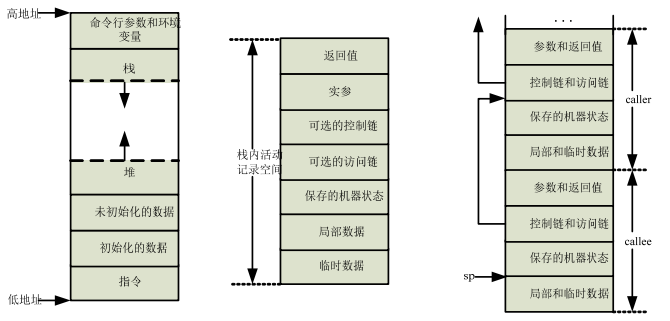 高地址
命令行参数和环境
变量
栈
堆
未初始化的数据
初始化的数据
指令
低地址
栈内活动
记录空间
返回值
实参
可选的控制链
可选的访问链
保存的机器状态
局部数据
临时数据
...
参数和返回值
控制链和访问链
保存的机器状态
局部和临时数据
caller
参数和返回值
控制链和访问链
保存的机器状态
局部和临时数据
callee
sp